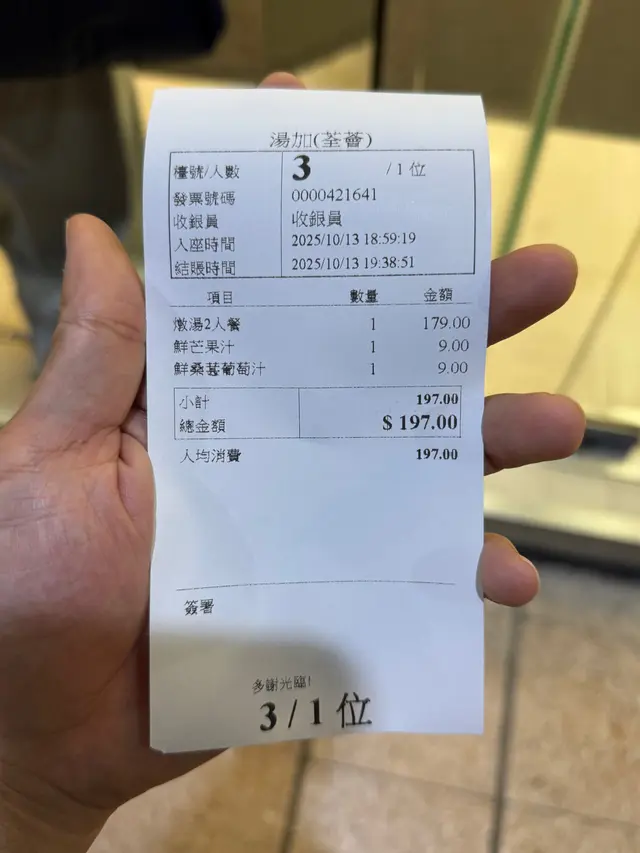 湯加(荃薈)
檯號/人數 3 /1 位
發票號碼 0000421641
收銀員 收銀員
入座時間 2025/10/13 18:59:19
結賬時間 2025/10/13 19:38:51
項目 數量 金額
燉湯2人餐 1 179.00
鮮芒果汁 1 9.00
鮮桑葚葡萄汁 1 9.00
小計 197.00
總金額 $ 197.00
人均消費 197.00
簽署
多謝光臨!
3 / 1 位